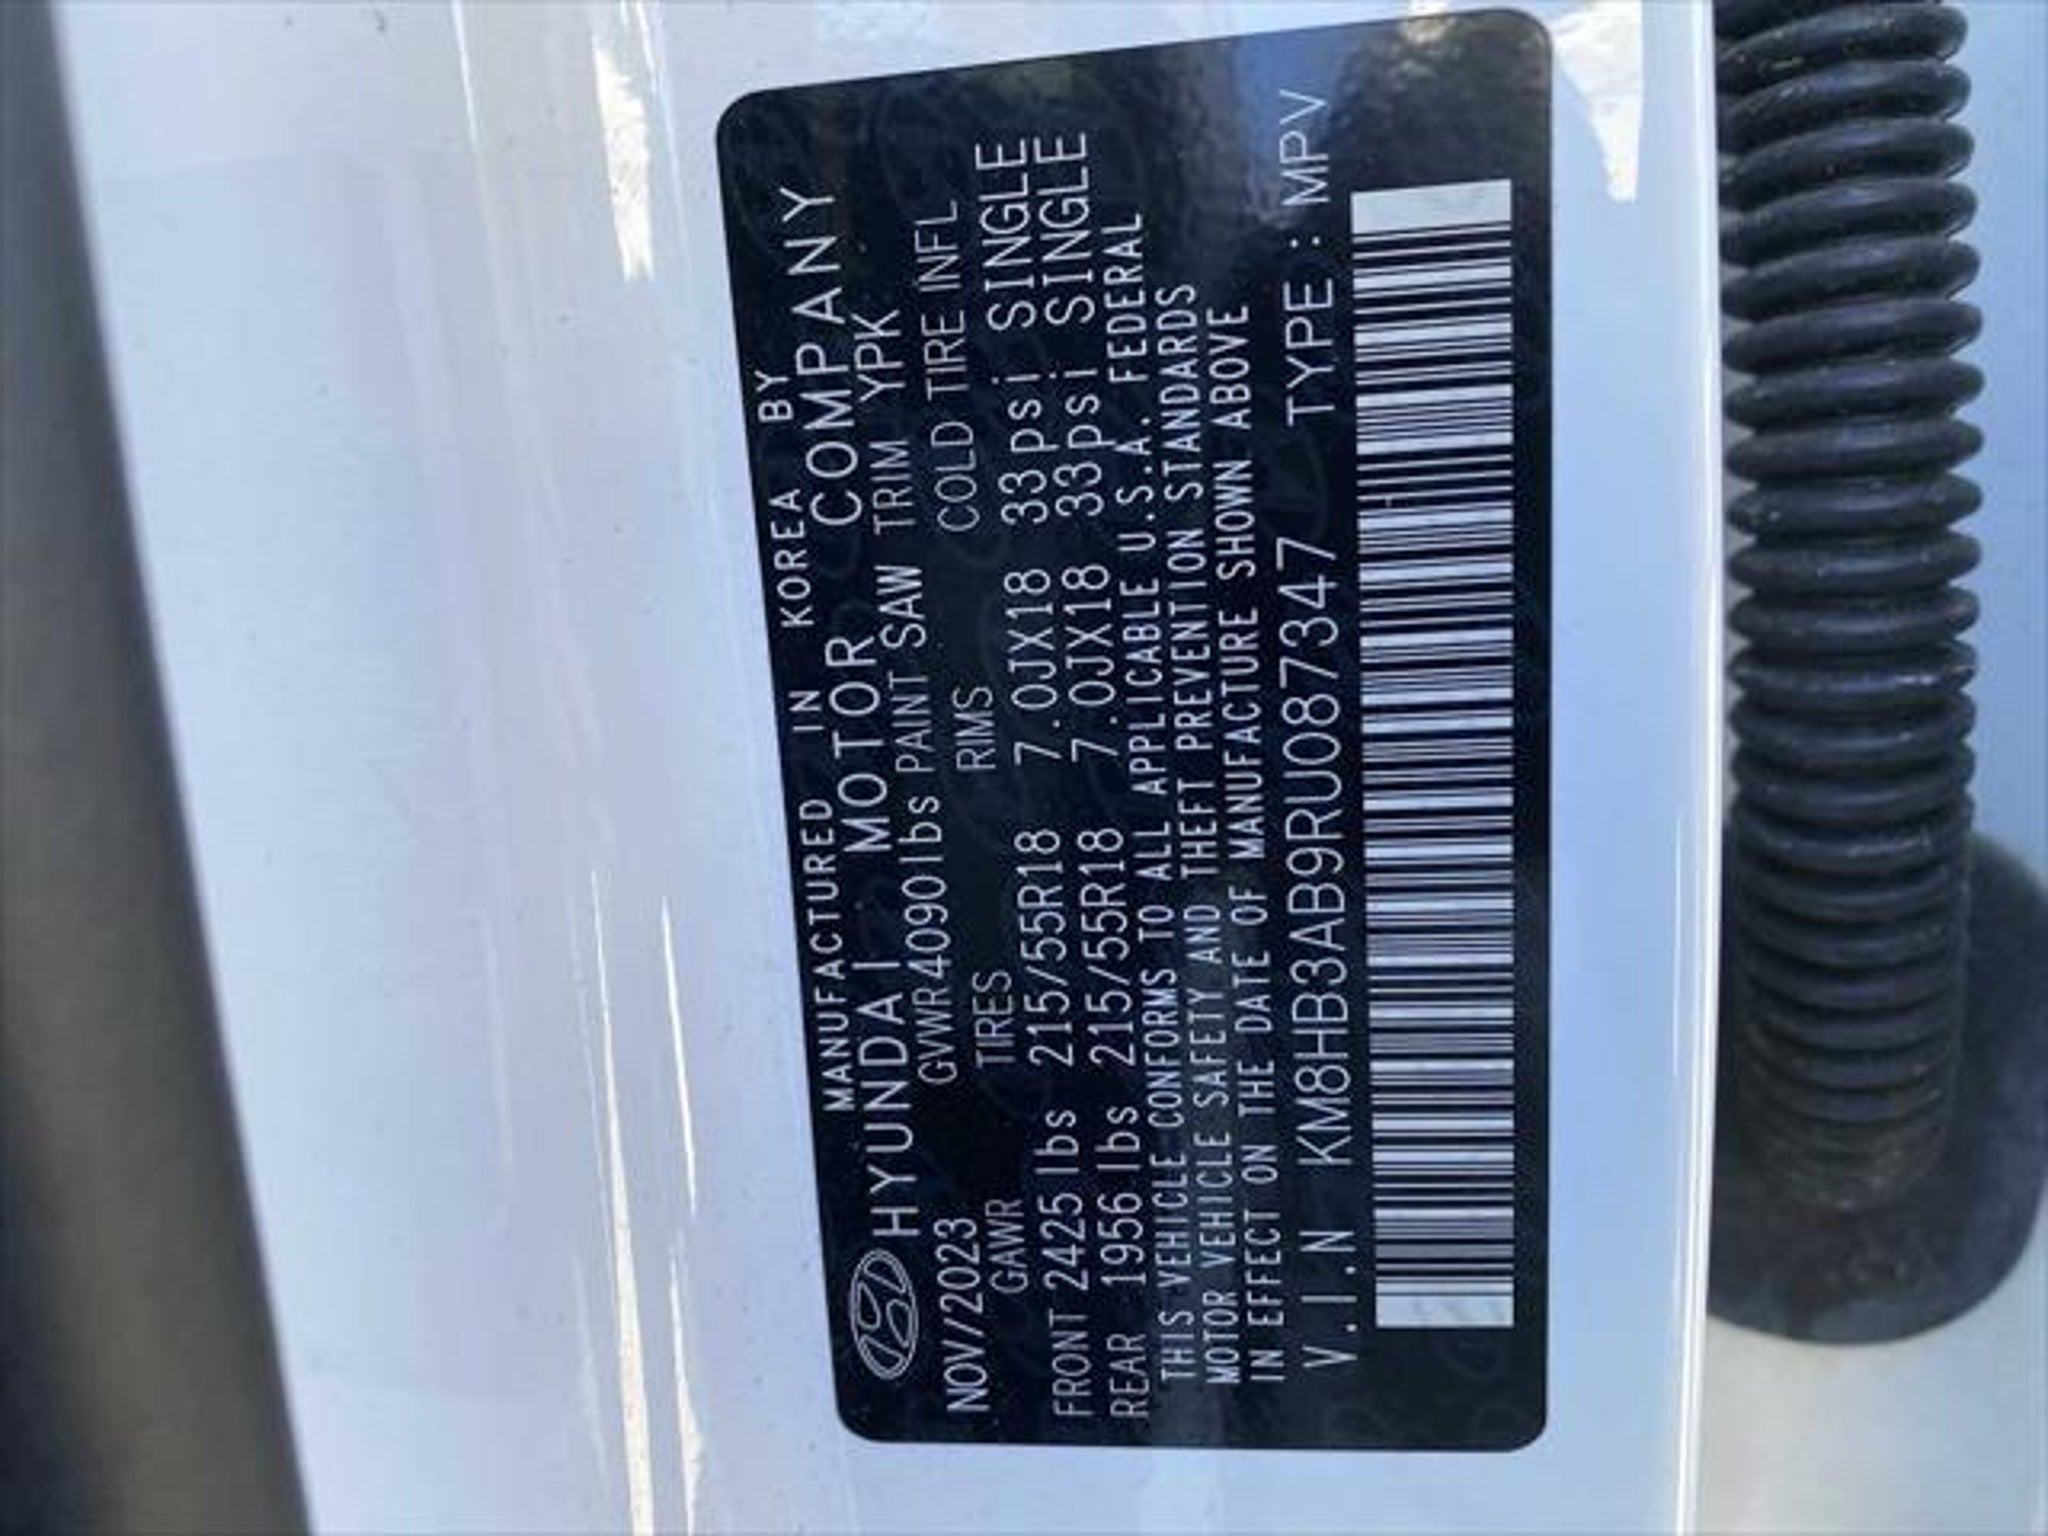 MANUFACTURED IN KOREA BY
HYUNDAI MOTOR COMPANY
NOV/2023 GVWR4090lbs PAINT SAW TRIM YPK
GAWR TIRES RIMS COLD TIRE INFL
FRONT 2425lbs 215/55R18 7.0JX18 33psi SINGLE
REAR 1956lbs 215/55R18 7.0JX18 33psi SINGLE
THIS VEHICLE CONFORMS TO ALL APPLICABLE U.S.A. FEDERAL
MOTOR VEHICLE SAFETY AND THEFT PREVENTION STANDARDS
IN EFFECT ON THE DATE OF MANUFACTURE SHOWN ABOVE
V.I.N KM8HB3AB9RU087347 TYPE: MPV